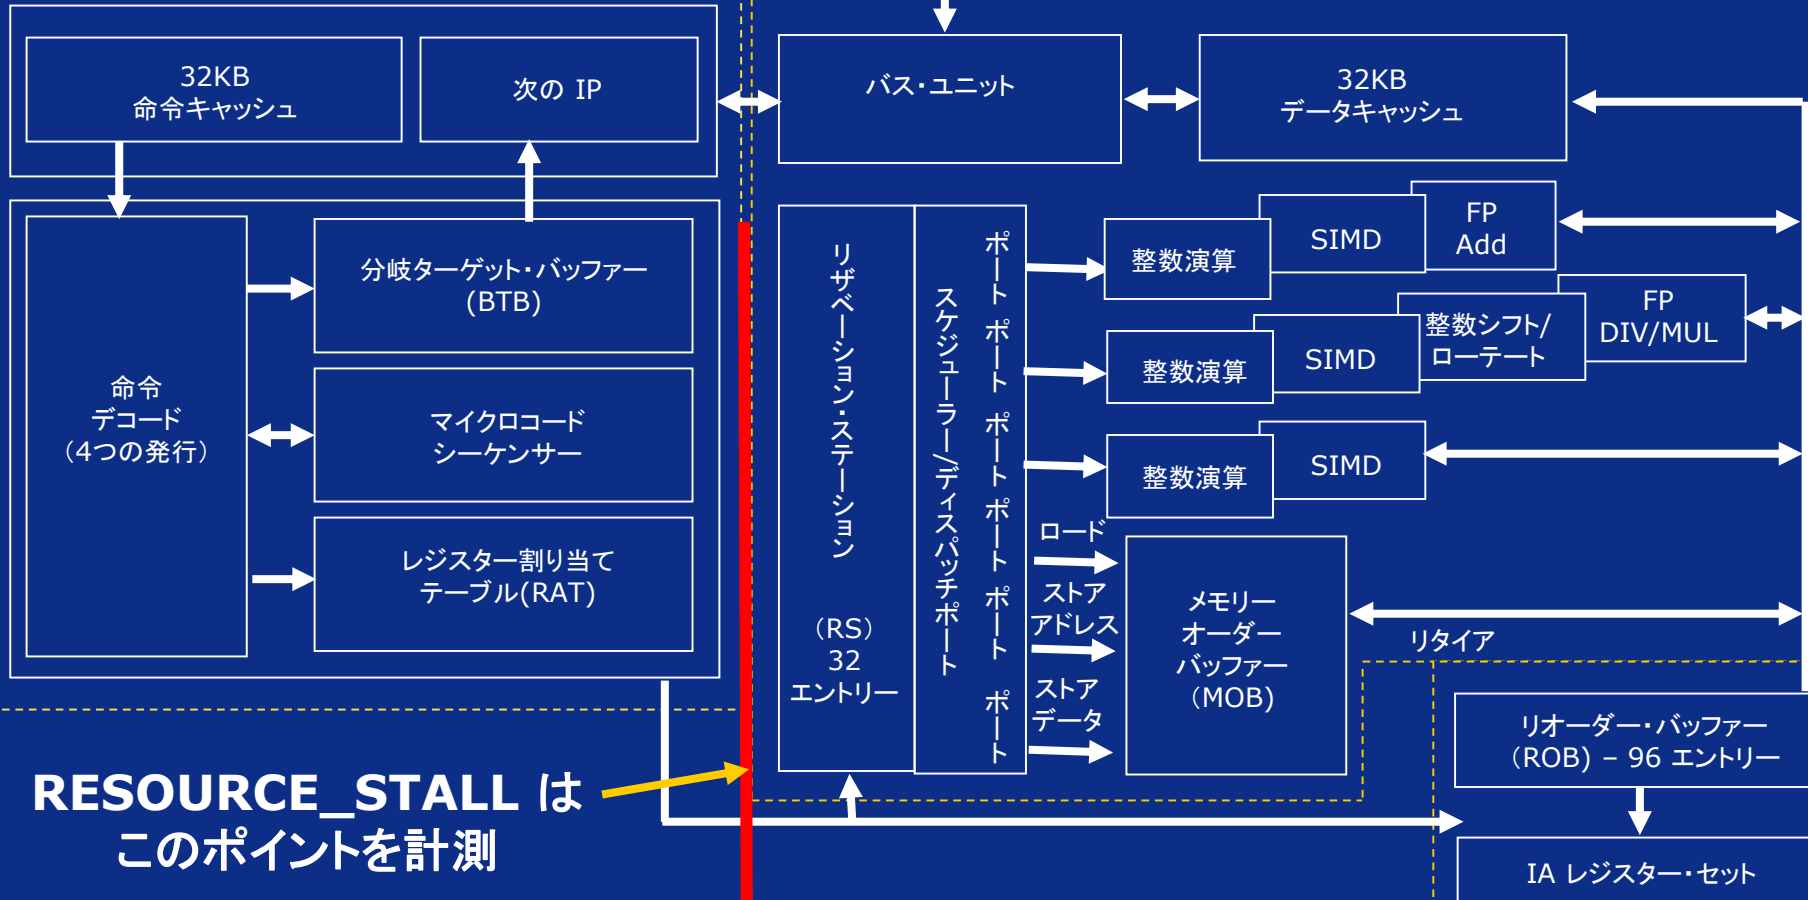 32KB
命令キャッシュ
次の IP
バス・ユニット
32KB
データキャッシュ
命令
デコード
(4つの発行)
分岐ターゲット・バッファー
(BTB)
マイクロコード
シーケンサー
レジスター割り当て
テーブル(RAT)
リザベーション・ステーション
(RS)
32
エントリー
スケジューラー/ディスパッチポート
ポート
ポート
ポート
ポート
ポート
ポート
整数演算
SIMD
FP
Add
整数演算
SIMD
整数シフト/
ローテート
FP
DIV/MUL
整数演算
SIMD
ロード
ストア
アドレス
ストア
データ
メモリー
オーダー
バッファー
(MOB)
リタイア
リオーダー・バッファー
(ROB) – 96 エントリー
IA レジスター・セット
RESOURCE_STALL は
このポイントを計測